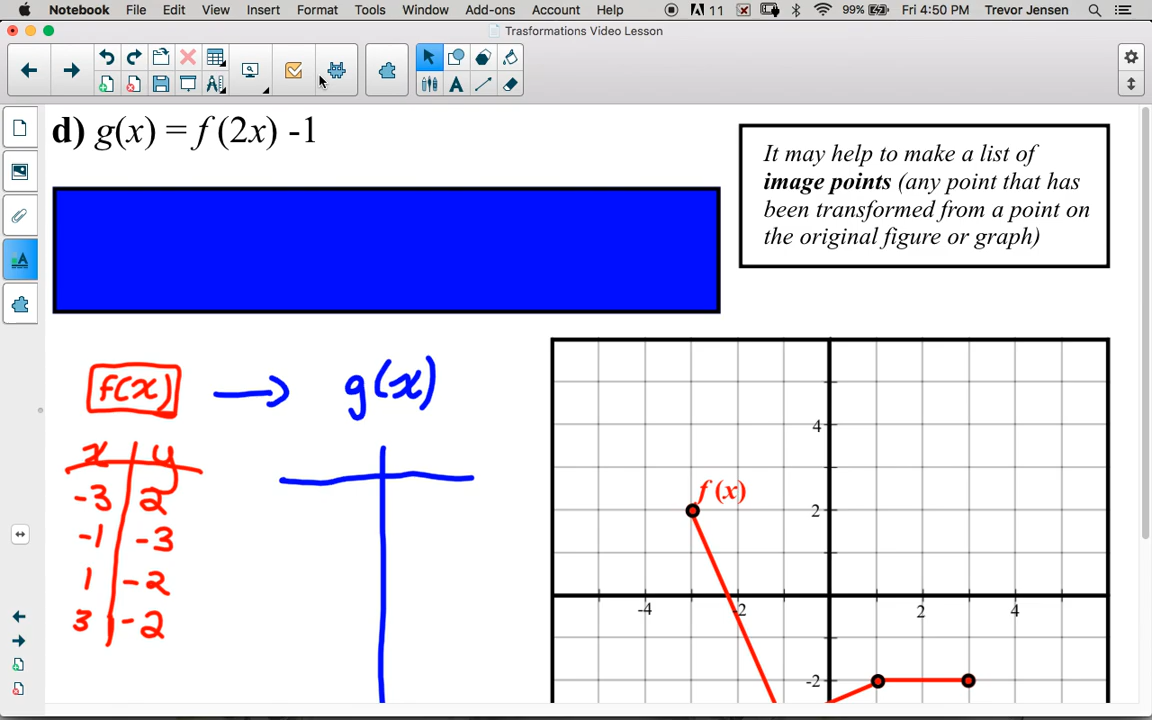 Notebook File Edit View Insert Format Tools Window Add-ons Account Help 11 99% Fri 4:50 PM Trevor Jensen
Trasformations Video Lesson
d) g(x) = f (2x) -1
It may help to make a list of
image points (any point that has
been transformed from a point on
the original figure or graph)
f(x) → g(x)
x y
-3 2
-1 -3
1 -2
3 -2
4
f (x)
2
-4 -2 2 4
-2